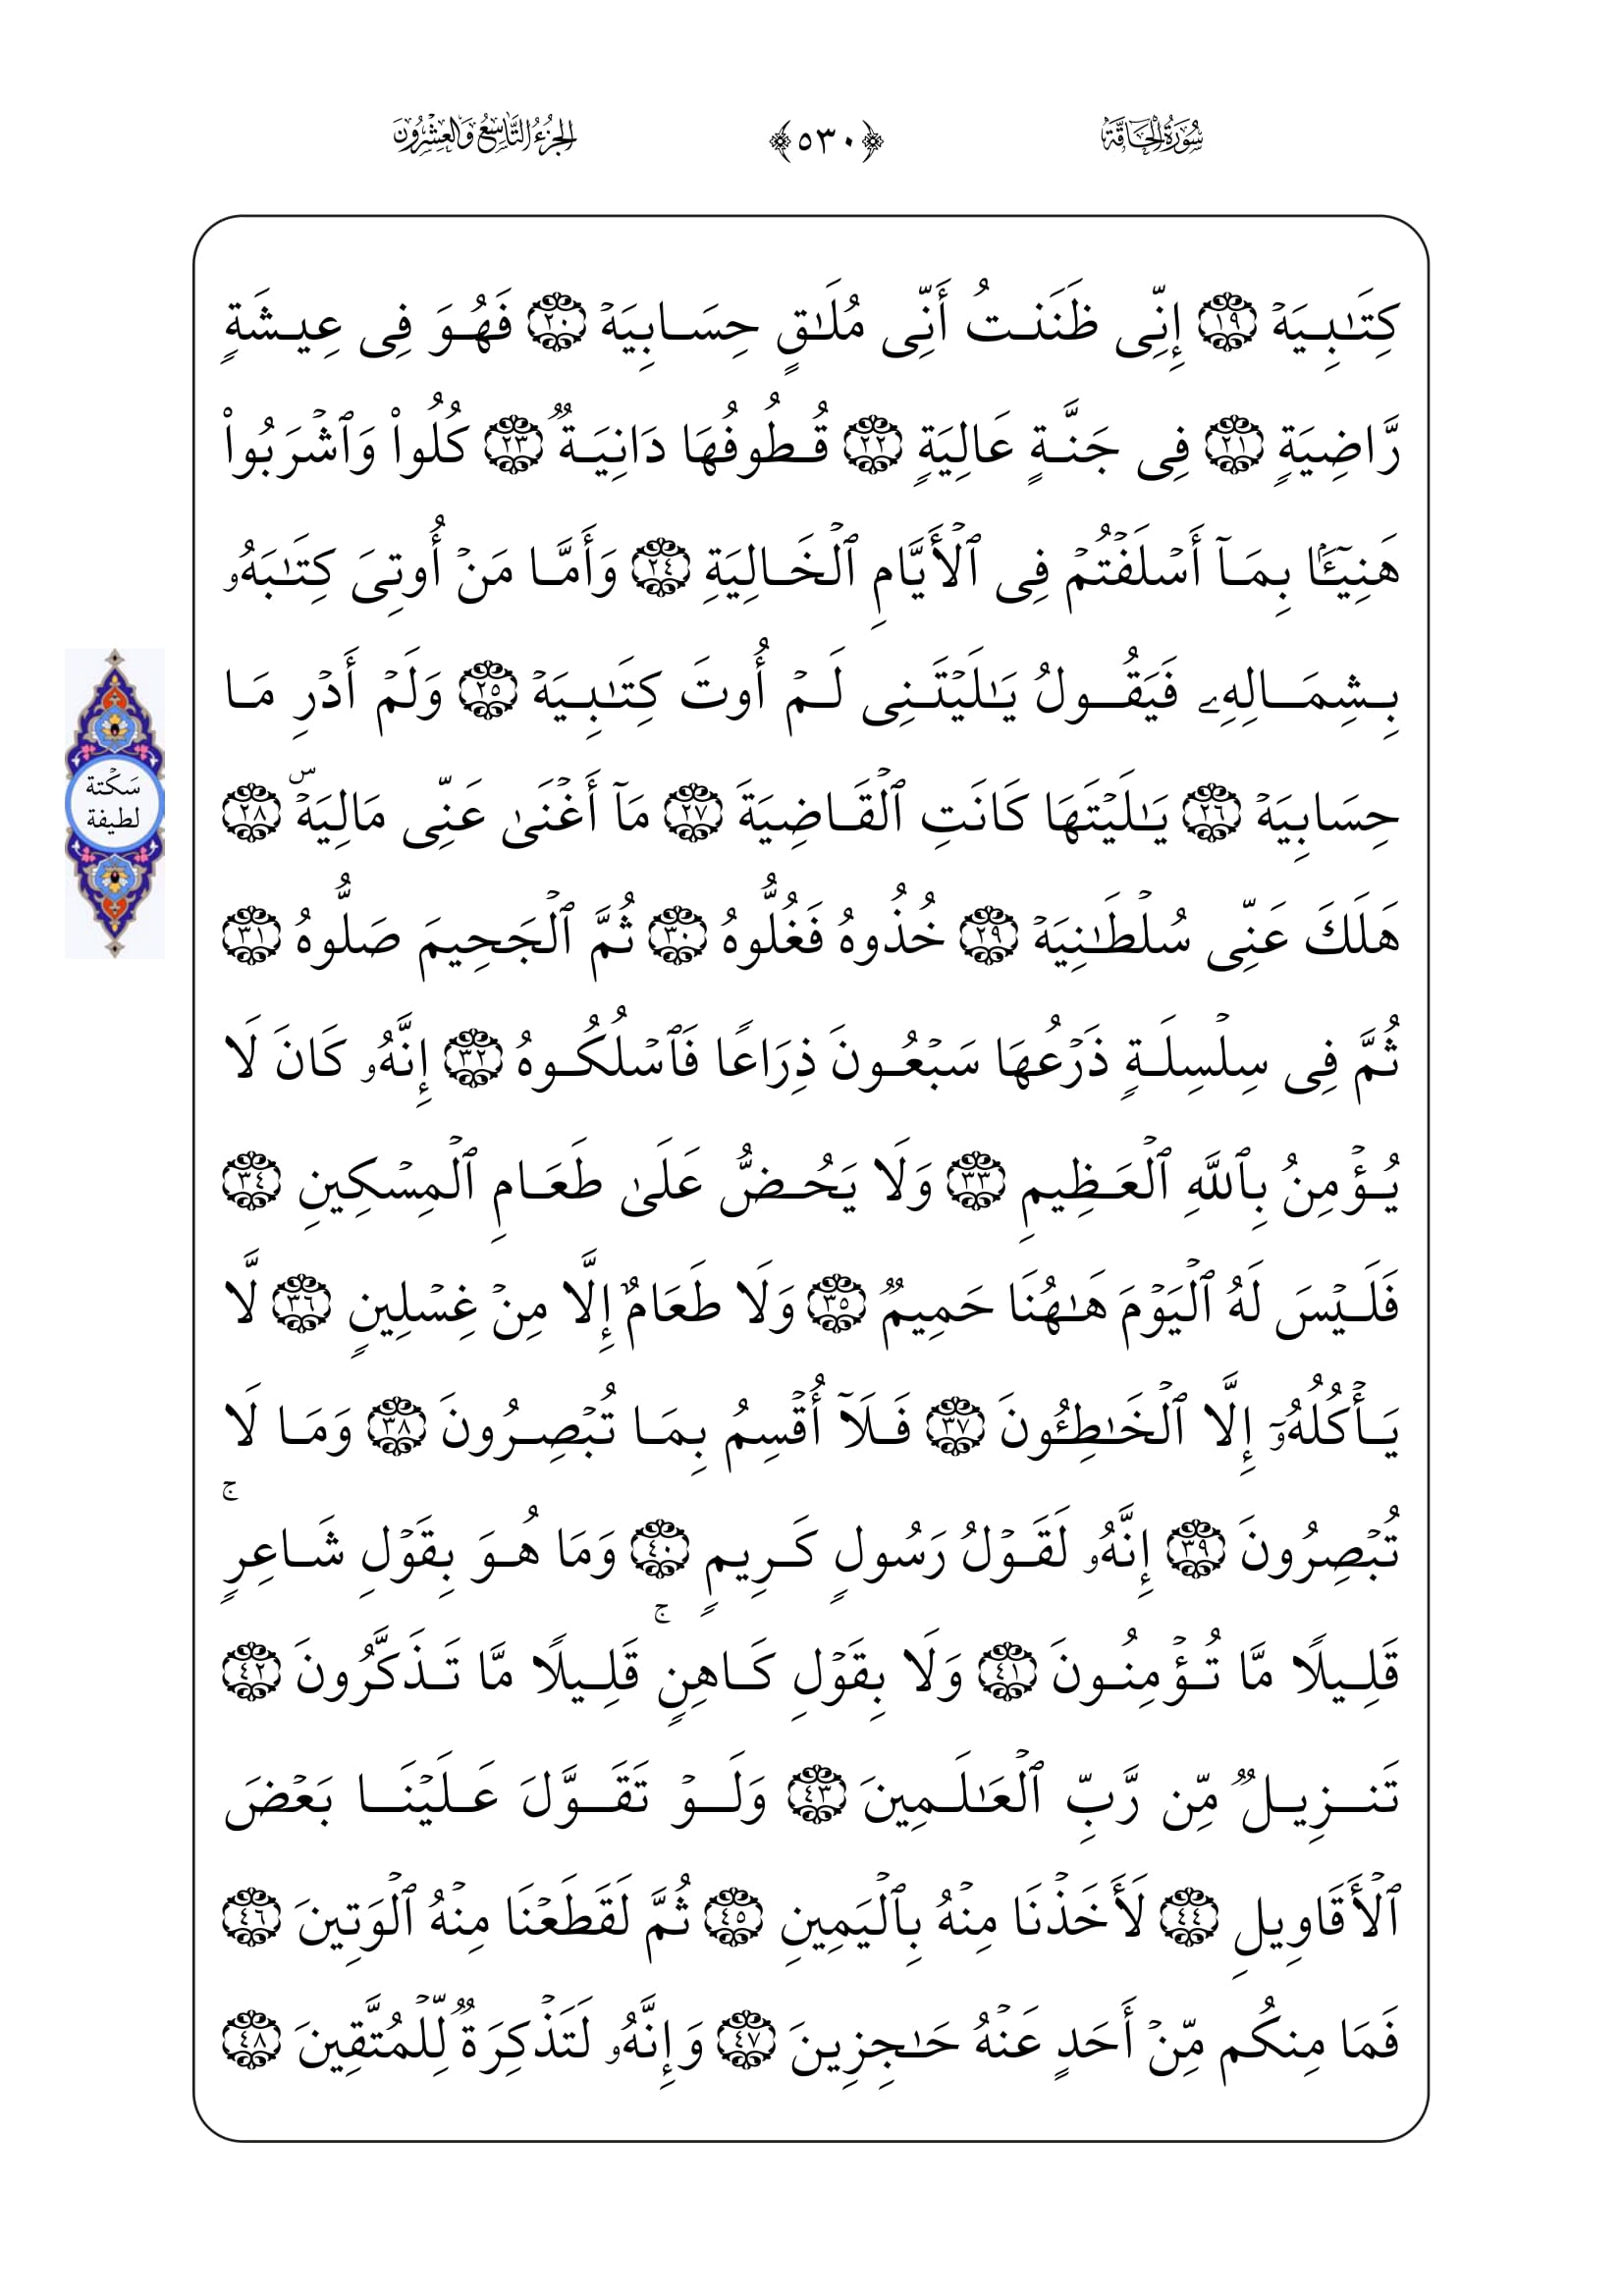 سُورَةُ الْحَاقَّةِ ﴿٥٣٠﴾ الجُزْءُ التَّاسِعُ وَالعِشْرُونَ
كِتَـٰبِيَهۡ ١٩ إِنِّى ظَنَنتُ أَنِّى مُلَـٰقٍ حِسَابِيَهۡ ٢٠ فَهُوَ فِى عِيشَةٍ
رَّاضِيَةٍ ٢١ فِى جَنَّةٍ عَالِيَةٍ ٢٢ قُطُوفُهَا دَانِيَةٌ ٢٣ كُلُوا۟ وَٱشۡرَبُوا۟
هَنِيٓـَٔۢا بِمَآ أَسۡلَفۡتُمۡ فِى ٱلۡأَيَّامِ ٱلۡخَالِيَةِ ٢٤ وَأَمَّا مَنۡ أُوتِىَ كِتَـٰبَهُۥ
بِشِمَالِهِۦ فَيَقُولُ يَـٰلَيۡتَنِى لَمۡ أُوتَ كِتَـٰبِيَهۡ ٢٥ وَلَمۡ أَدۡرِ مَا
حِسَابِيَهۡ ٢٦ يَـٰلَيۡتَهَا كَانَتِ ٱلۡقَاضِيَةَ ٢٧ مَآ أَغۡنَىٰ عَنِّى مَالِيَهۡۜ ٢٨
هَلَكَ عَنِّى سُلۡطَـٰنِيَهۡ ٢٩ خُذُوهُ فَغُلُّوهُ ٣٠ ثُمَّ ٱلۡجَحِيمَ صَلُّوهُ ٣١
ثُمَّ فِى سِلۡسِلَةٍ ذَرۡعُهَا سَبۡعُونَ ذِرَاعًا فَٱسۡلُكُوهُ ٣٢ إِنَّهُۥ كَانَ لَا
يُؤۡمِنُ بِٱللَّهِ ٱلۡعَظِيمِ ٣٣ وَلَا يَحُضُّ عَلَىٰ طَعَامِ ٱلۡمِسۡكِينِ ٣٤
فَلَيۡسَ لَهُ ٱلۡيَوۡمَ هَـٰهُنَا حَمِيمٌ ٣٥ وَلَا طَعَامٌ إِلَّا مِنۡ غِسۡلِينٍ ٣٦ لَّا
يَأۡكُلُهُۥٓ إِلَّا ٱلۡخَـٰطِـُٔونَ ٣٧ فَلَآ أُقۡسِمُ بِمَا تُبۡصِرُونَ ٣٨ وَمَا لَا
تُبۡصِرُونَ ٣٩ إِنَّهُۥ لَقَوۡلُ رَسُولٍ كَرِيمٍ ٤٠ وَمَا هُوَ بِقَوۡلِ شَاعِرٍۚ
قَلِيلًا مَّا تُؤۡمِنُونَ ٤١ وَلَا بِقَوۡلِ كَاهِنٍۚ قَلِيلًا مَّا تَذَكَّرُونَ ٤٢
تَنزِيلٌ مِّن رَّبِّ ٱلۡعَـٰلَمِينَ ٤٣ وَلَوۡ تَقَوَّلَ عَلَيۡنَا بَعۡضَ
ٱلۡأَقَاوِيلِ ٤٤ لَأَخَذۡنَا مِنۡهُ بِٱلۡيَمِينِ ٤٥ ثُمَّ لَقَطَعۡنَا مِنۡهُ ٱلۡوَتِينَ ٤٦
فَمَا مِنكُم مِّنۡ أَحَدٍ عَنۡهُ حَـٰجِزِينَ ٤٧ وَإِنَّهُۥ لَتَذۡكِرَةٌ لِّلۡمُتَّقِينَ ٤٨
سَكْتة
لطيفة